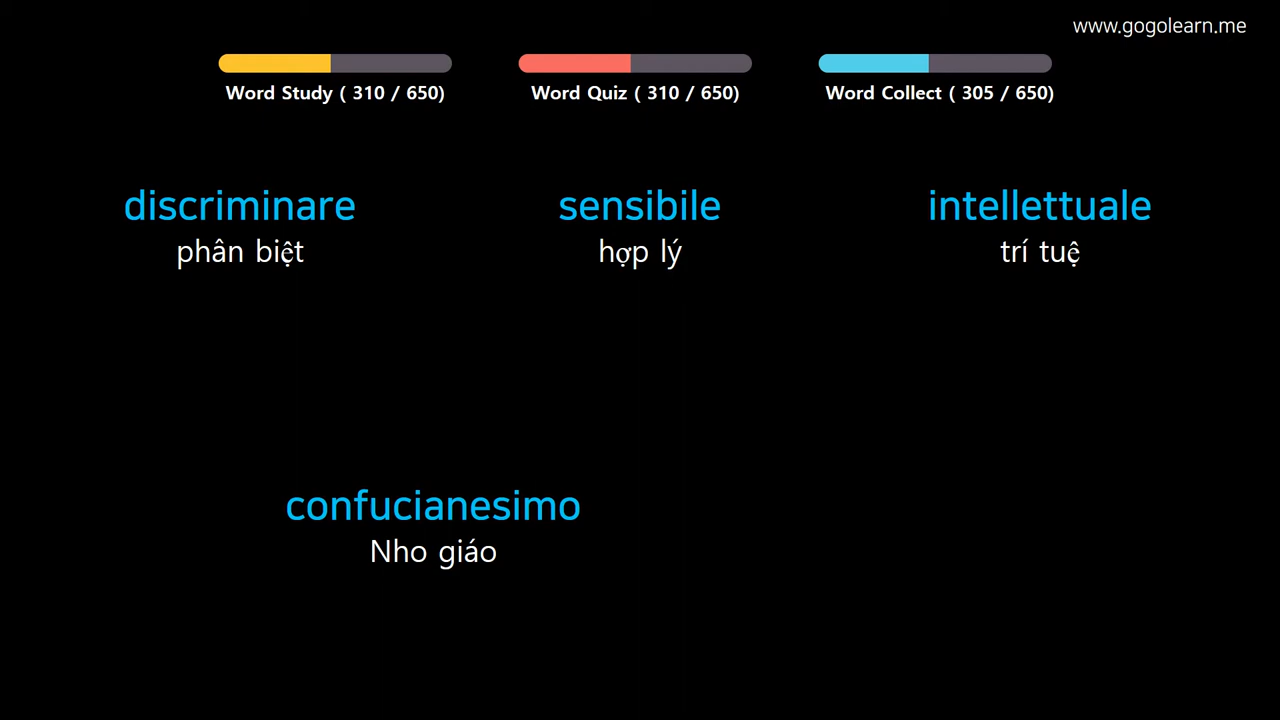 www.gogolearn.me
Word Study ( 310 / 650)
Word Quiz ( 310 / 650)
Word Collect ( 305 / 650)
discriminare
phân biệt
sensibile
hợp lý
intellettuale
trí tuệ
confucianesimo
Nho giáo